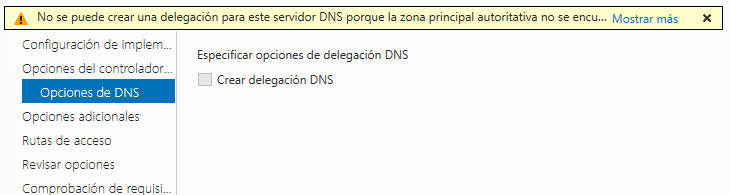 No se puede crear una delegación para este servidor DNS porque la zona principal autoritativa no se encu... Mostrar más
Configuración de implem...
Opciones del controlador...
Opciones de DNS
Opciones adicionales
Rutas de acceso
Revisar opciones
Comprobación de requisi...
Especificar opciones de delegación DNS
Crear delegación DNS